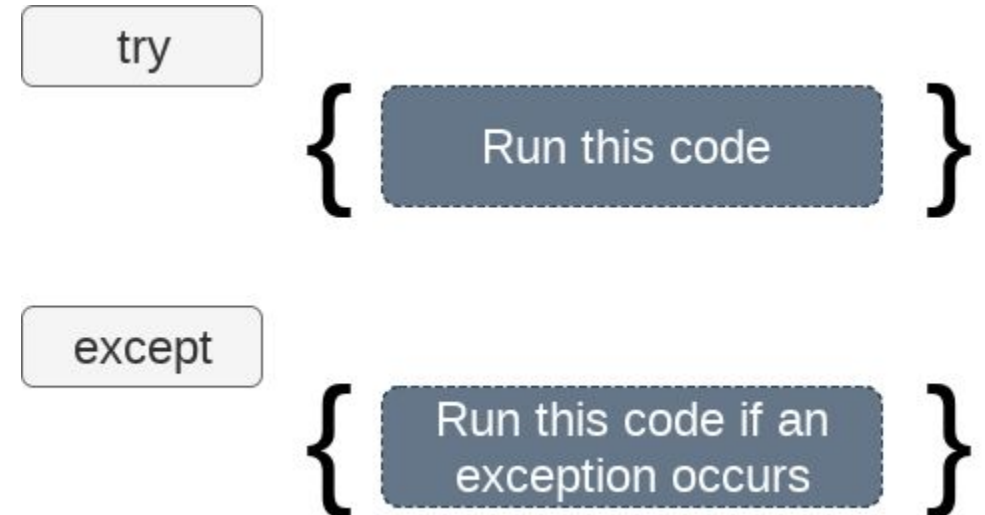 try
{ Run this code }
except
{ Run this code if an
exception occurs }